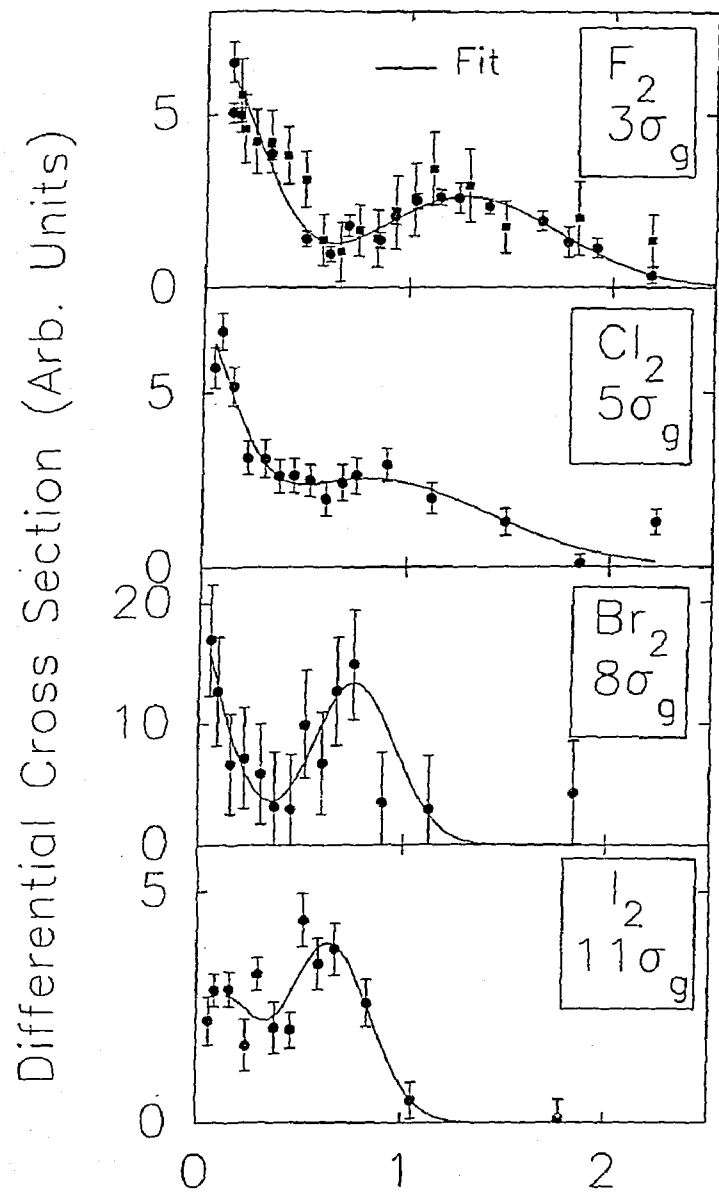 Differential Cross Section (Arb. Units)
Fit
F2
3σg
5
0
Cl2
5σg
5
0
Br2
8σg
20
10
0
I2
11σg
5
0
0 1 2